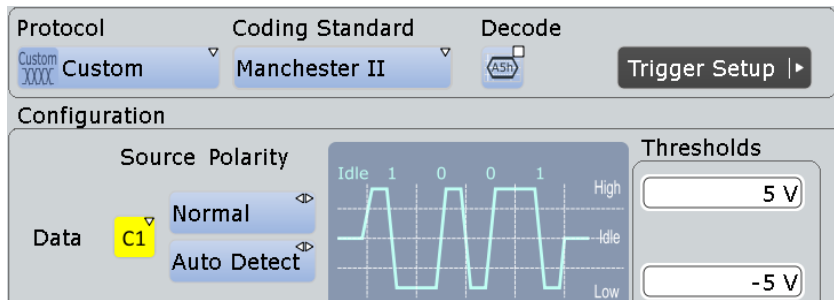 Protocol Coding Standard Decode
Custom XXXX Custom Manchester II A5h Trigger Setup
Configuration
Source Polarity Thresholds
Idle 1 0 0 1 High
Normal 5 V
Data C1 Idle
Auto Detect
Low -5 V